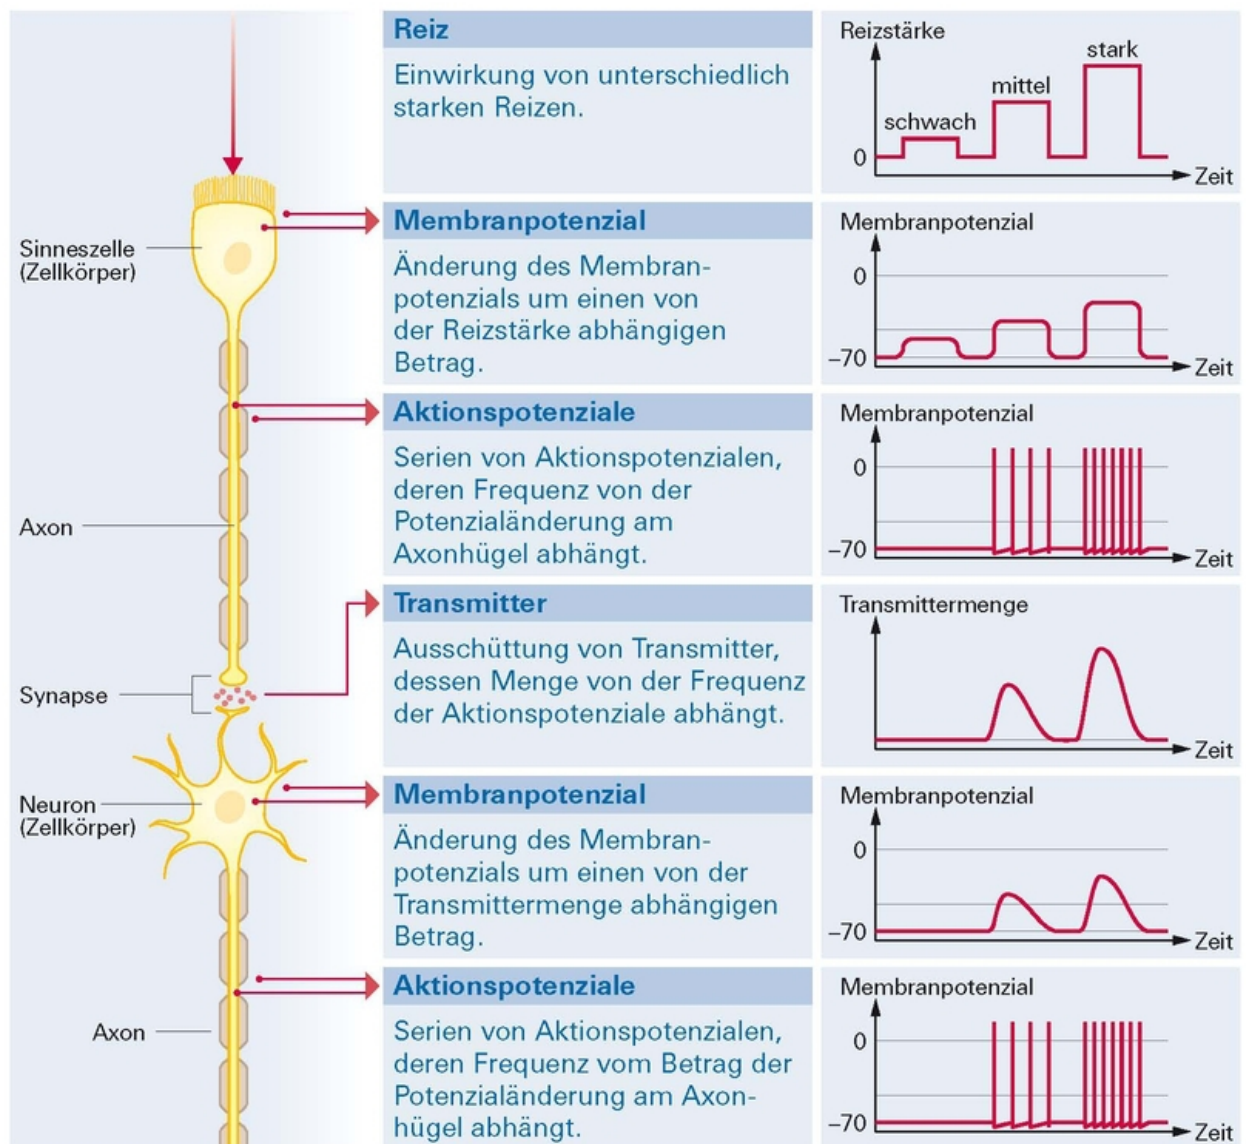 Reiz
Einwirkung von unterschiedlich
starken Reizen.
Reizstärke
schwach
mittel
stark
0
Zeit
Sinneszelle
(Zellkörper)
Membranpotenzial
Änderung des Membran-
potenzials um einen von
der Reizstärke abhängigen
Betrag.
Membranpotenzial
0
–70
Zeit
Axon
Aktionspotenziale
Serien von Aktionspotenzialen,
deren Frequenz von der
Potenzialänderung am
Axonhügel abhängt.
Membranpotenzial
0
–70
Zeit
Synapse
Transmitter
Ausschüttung von Transmitter,
dessen Menge von der Frequenz
der Aktionspotenziale abhängt.
Transmittermenge
Zeit
Neuron
(Zellkörper)
Membranpotenzial
Änderung des Membran-
potenzials um einen von der
Transmittermenge abhängigen
Betrag.
Membranpotenzial
0
–70
Zeit
Axon
Aktionspotenziale
Serien von Aktionspotenzialen,
deren Frequenz vom Betrag der
Potenzialänderung am Axon-
hügel abhängt.
Membranpotenzial
0
–70
Zeit